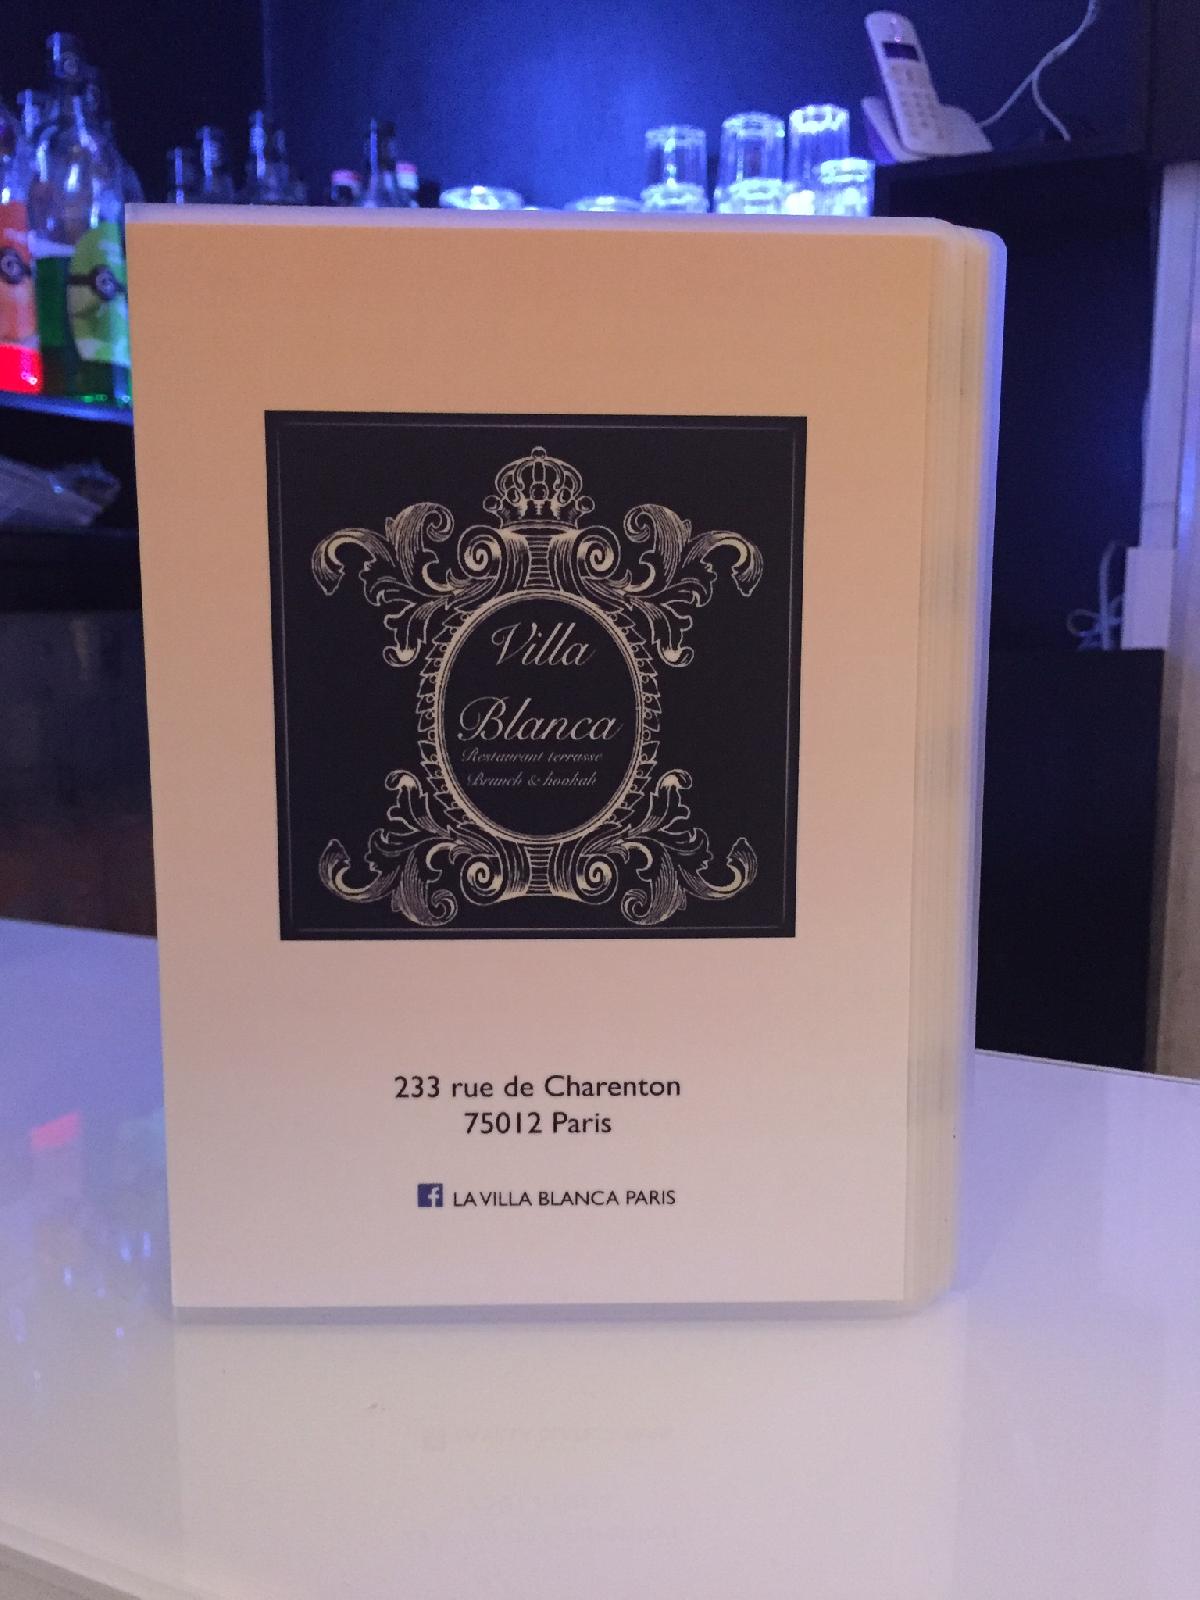 Villa
Blanca
Restaurant terrasse
Brunch & hookah
233 rue de Charenton
75012 Paris
LA VILLA BLANCA PARIS